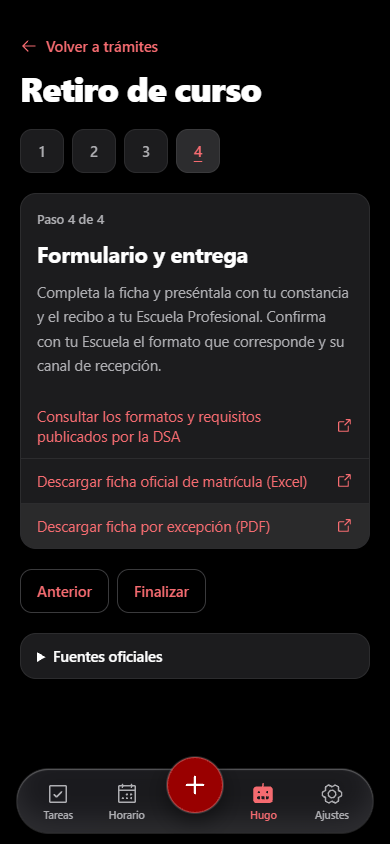 Volver a trámites
Retiro de curso
1 2 3 4
Paso 4 de 4
Formulario y entrega
Completa la ficha y preséntala con tu constancia
y el recibo a tu Escuela Profesional. Confirma
con tu Escuela el formato que corresponde y su
canal de recepción.
Consultar los formatos y requisitos
publicados por la DSA
Descargar ficha oficial de matrícula (Excel)
Descargar ficha por excepción (PDF)
Anterior Finalizar
Fuentes oficiales
Tareas Horario Hugo Ajustes